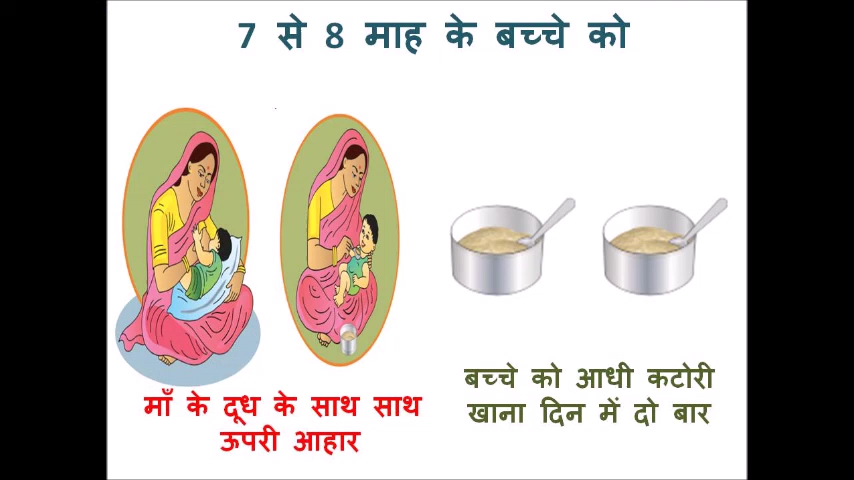 7 से 8 माह के बच्चे को
माँ के दूध के साथ साथ
ऊपरी आहार
बच्चे को आधी कटोरी
खाना दिन में दो बार